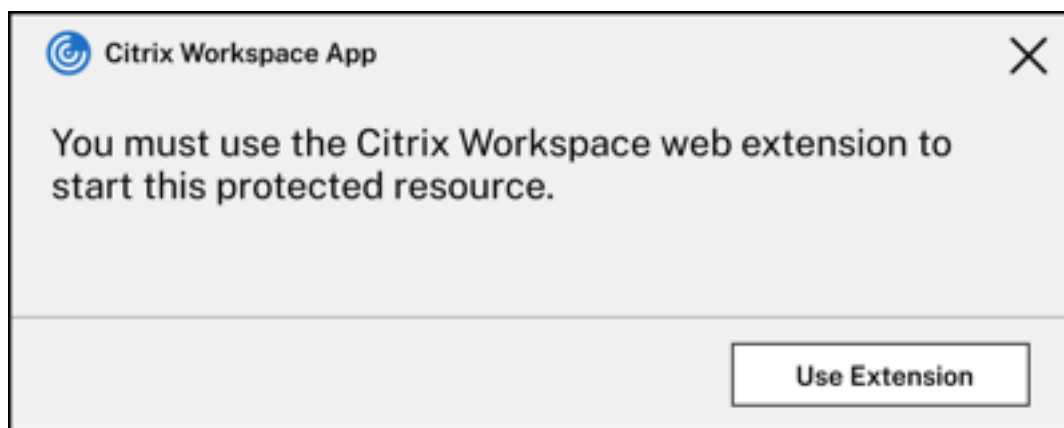 Citrix Workspace App
You must use the Citrix Workspace web extension to
start this protected resource.
Use Extension